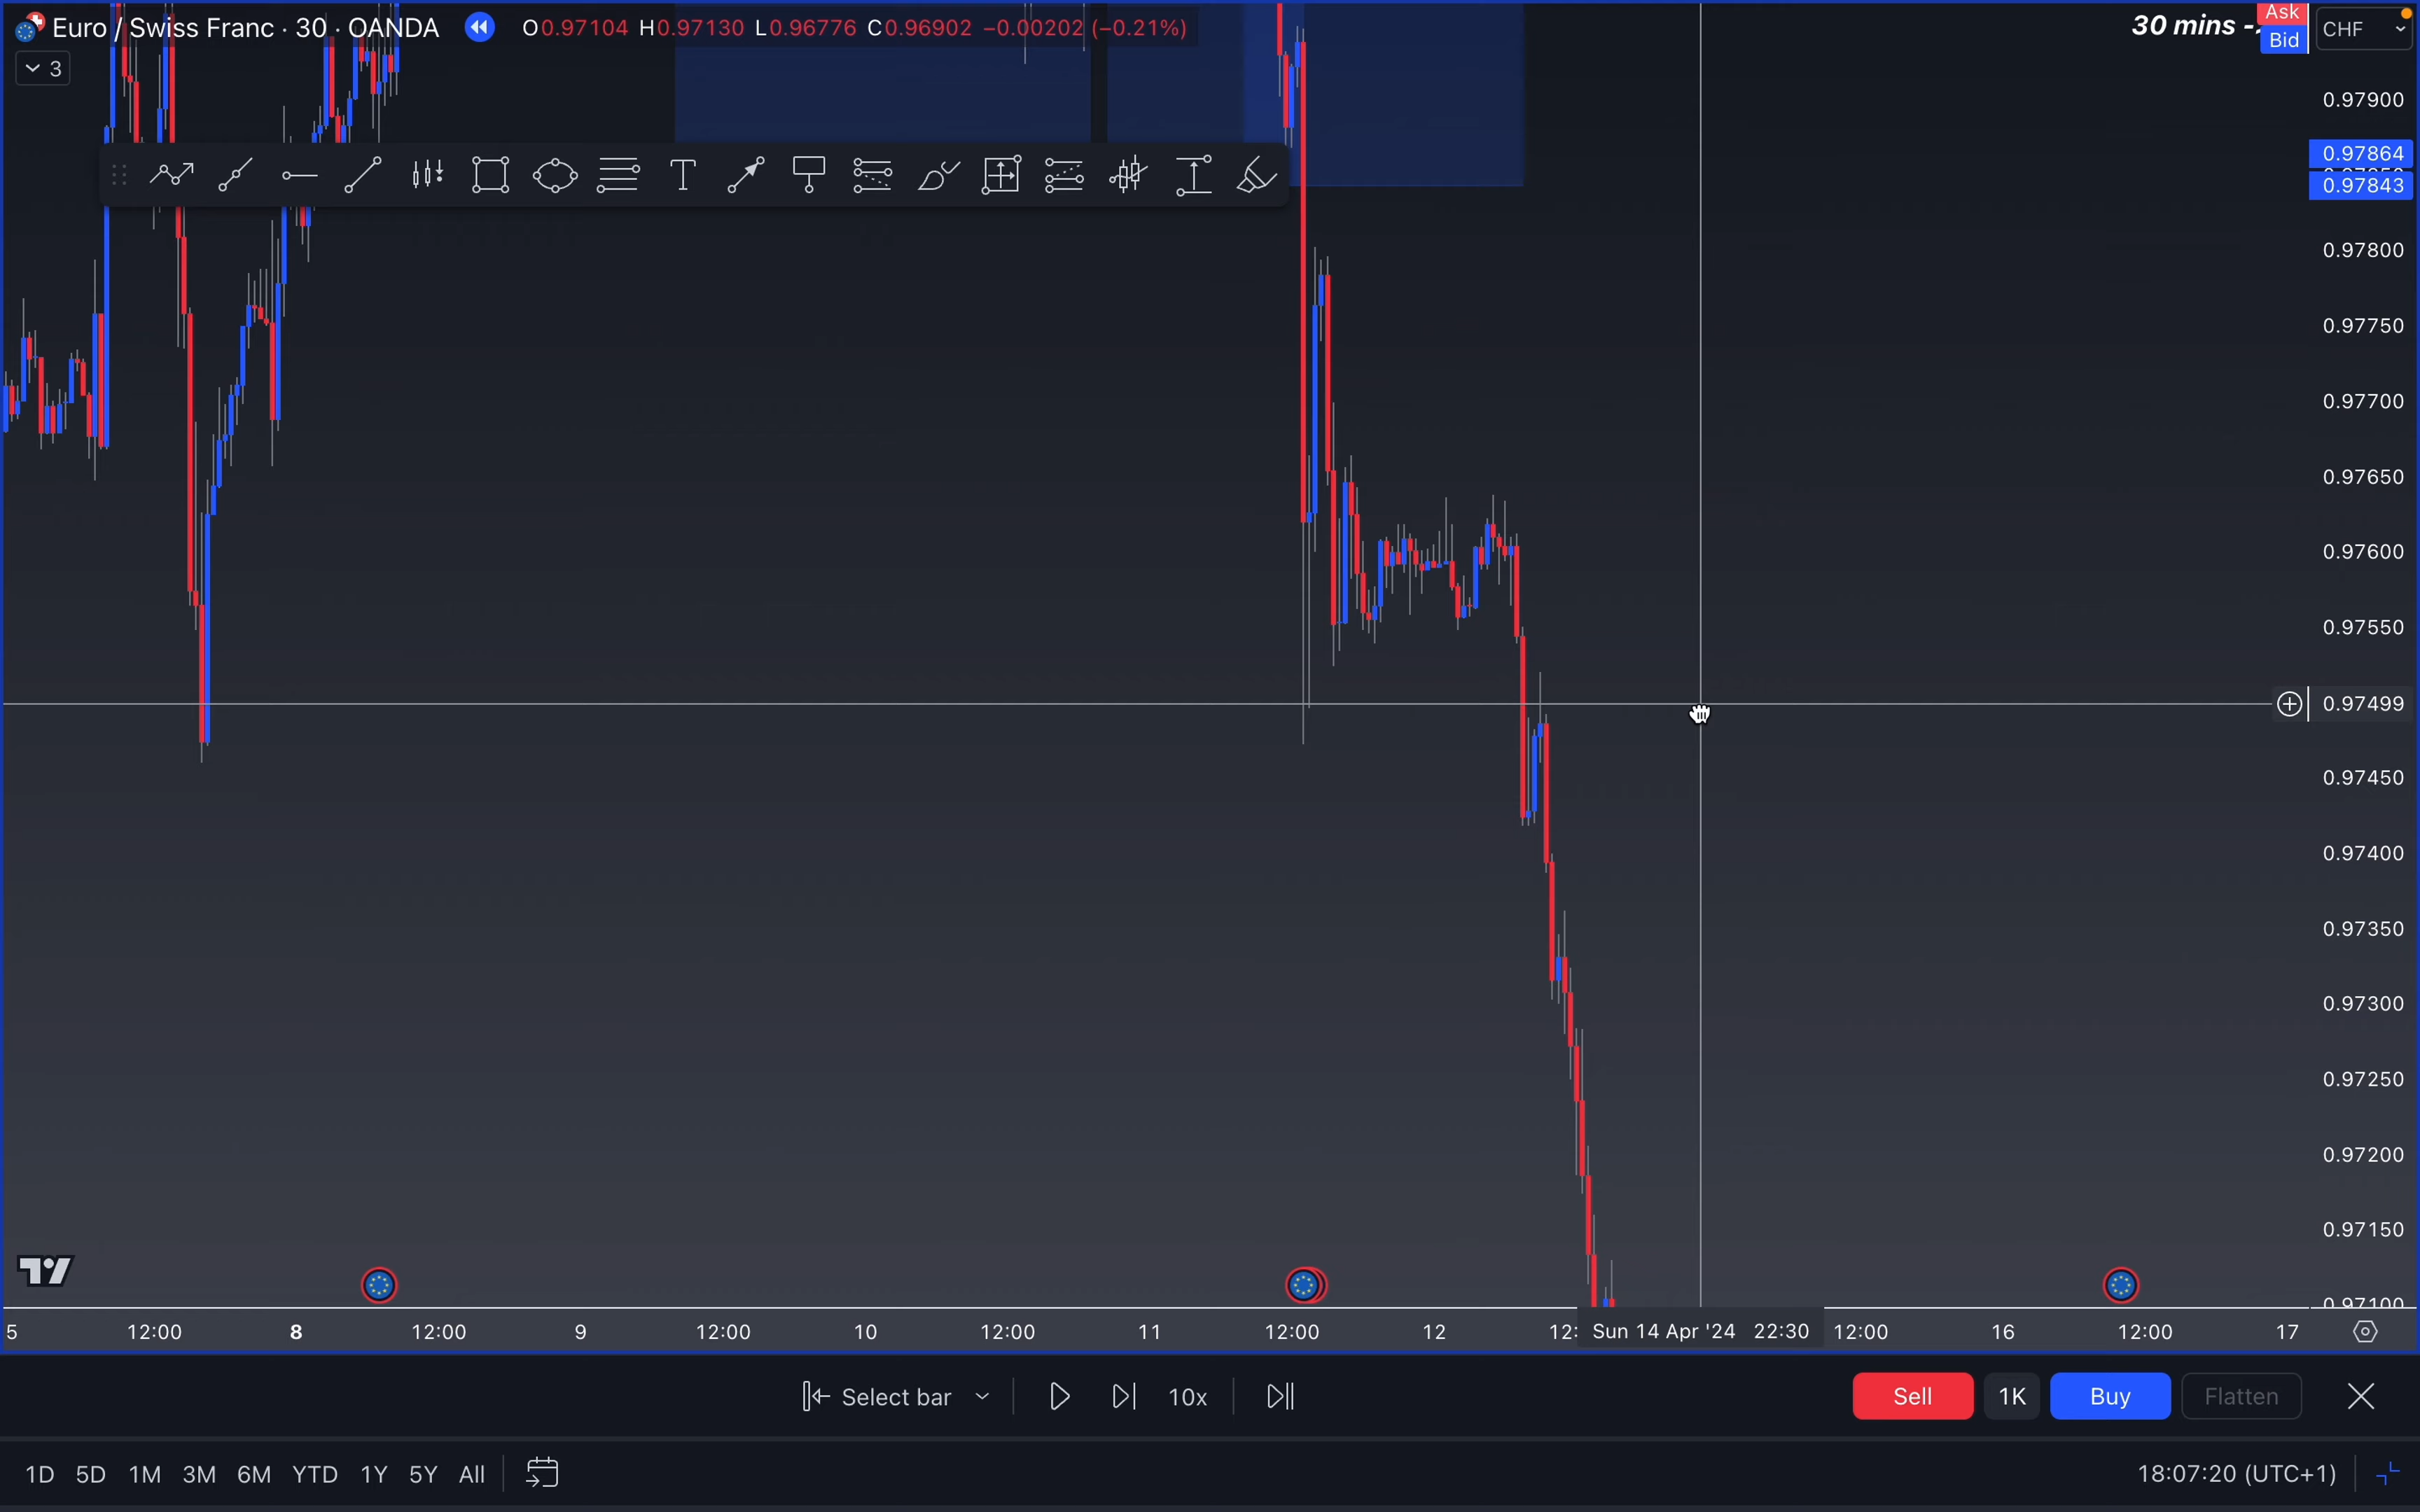 Euro / Swiss Franc · 30 · OANDA O0.97104 H0.97130 L0.96776 C0.96902 −0.00202 (−0.21%)
30 mins -
Ask
Bid
CHF
3
0.97900
0.97864
0.97843
0.97800
0.97750
0.97700
0.97650
0.97600
0.97550
0.97499
0.97450
0.97400
0.97350
0.97300
0.97250
0.97200
0.97150
0.97100
5 12:00 8 12:00 9 12:00 10 12:00 11 12:00 12 12: Sun 14 Apr '24 22:30 12:00 16 12:00 17
Select bar 10x Sell 1K Buy Flatten
1D 5D 1M 3M 6M YTD 1Y 5Y All 18:07:20 (UTC+1)